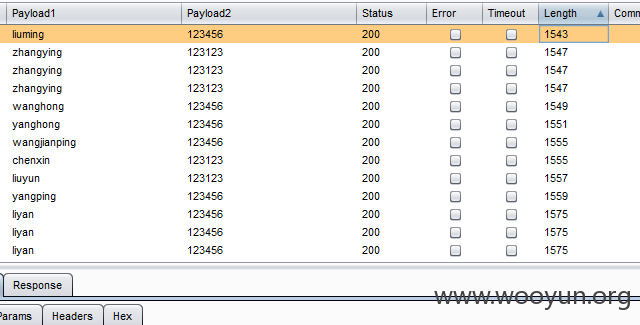 Payload1 Payload2 Status Error Timeout Length Comm
liuming 123456 200 1543
zhangying 123123 200 1547
zhangying 123123 200 1547
zhangying 123123 200 1547
wanghong 123456 200 1549
yanghong 123456 200 1551
wangjianping 123456 200 1555
chenxin 123123 200 1555
liuyun 123123 200 1557
yangping 123456 200 1559
liyan 123456 200 1575
liyan 123456 200 1575
liyan 123456 200 1575
Response
www.wooyun.org
Params Headers Hex